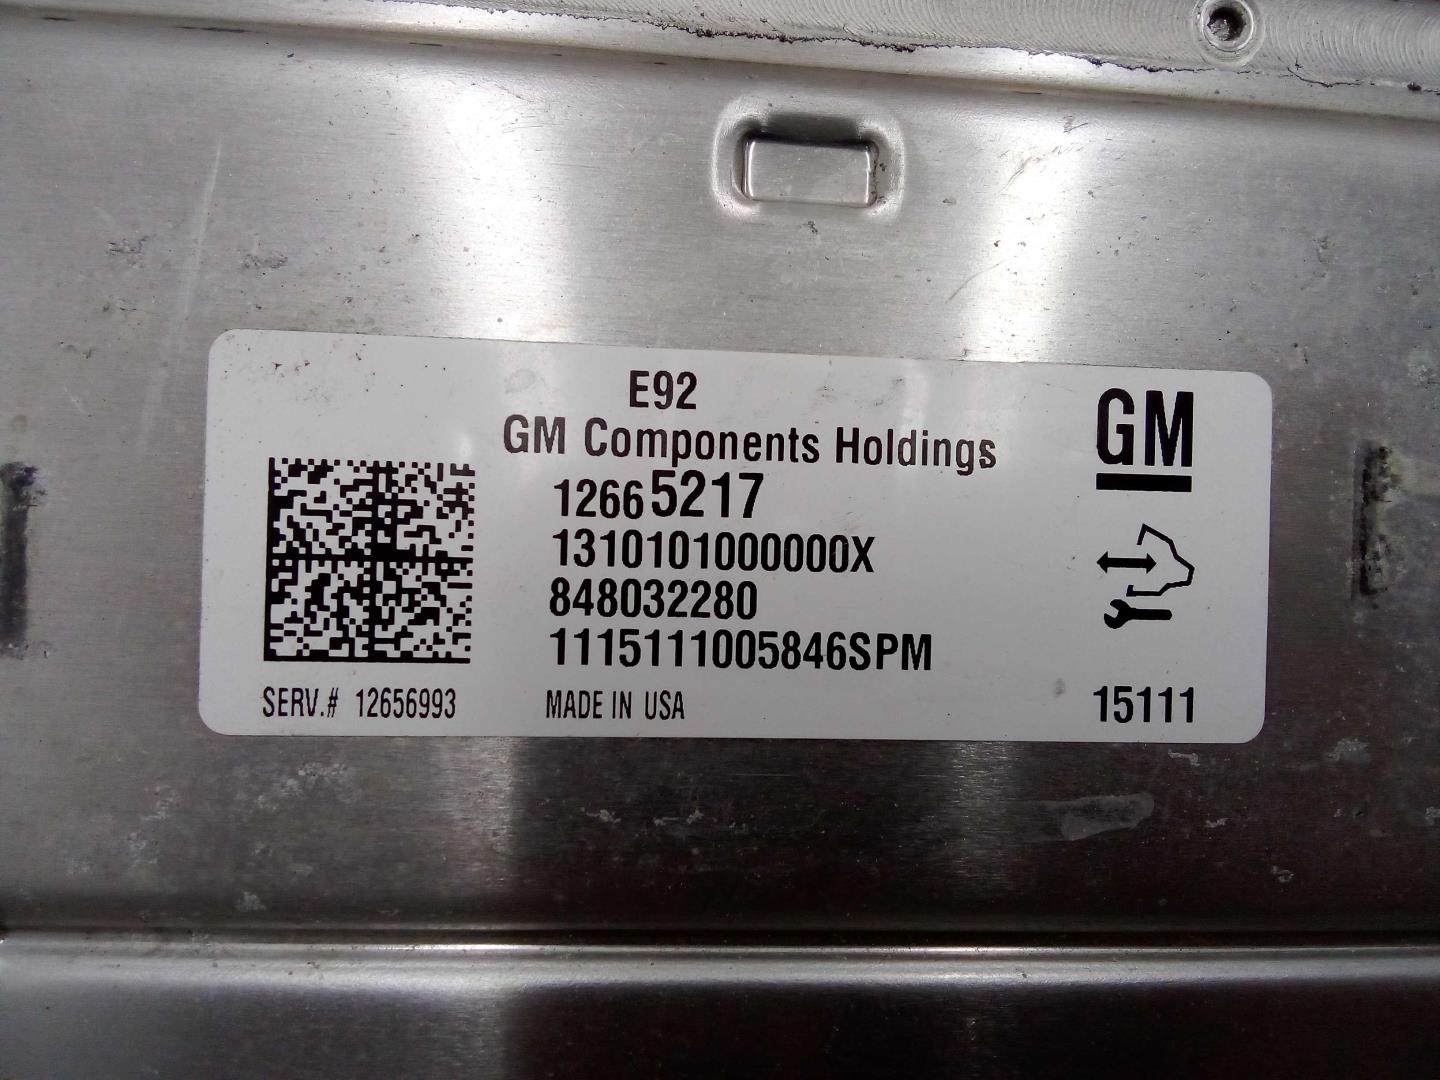 E92
GM Components Holdings
GM
12665217
1310101000000X
848032280
1115111005846SPM
SERV.# 12656993
MADE IN USA
15111